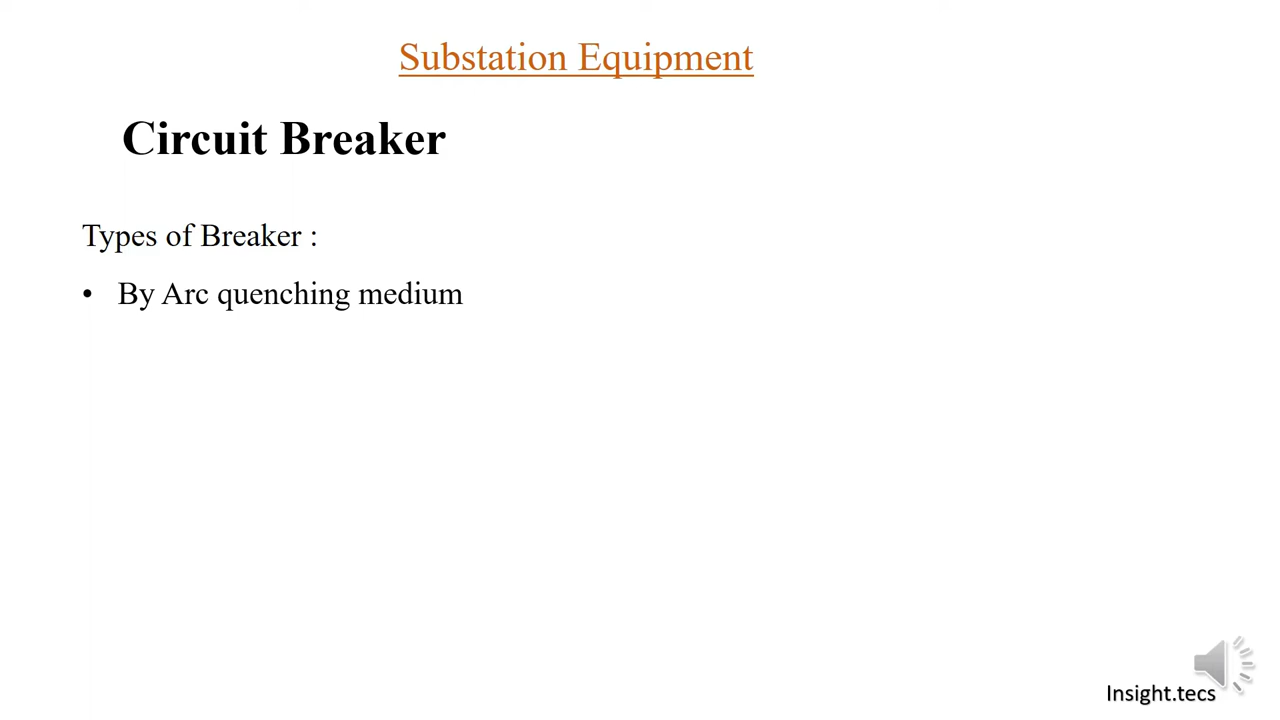 Substation Equipment
Circuit Breaker
Types of Breaker :
• By Arc quenching medium
Insight.tecs